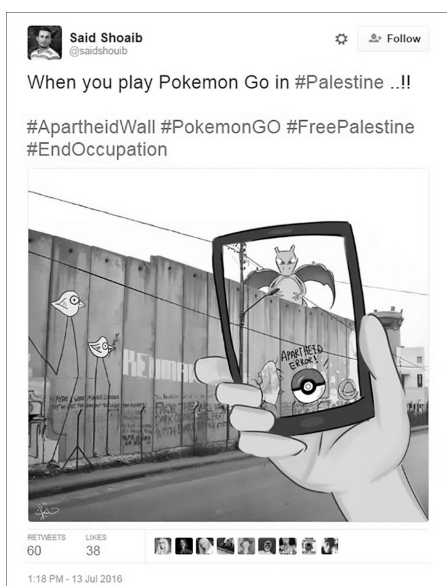 Said Shoaib
@saidshouib
Follow
When you play Pokemon Go in #Palestine ..!!
#ApartheidWall #PokemonGO #FreePalestine
#EndOccupation
APARTHEID
ERROR!
RETWEETS LIKES
60 38
1:18 PM - 13 Jul 2016